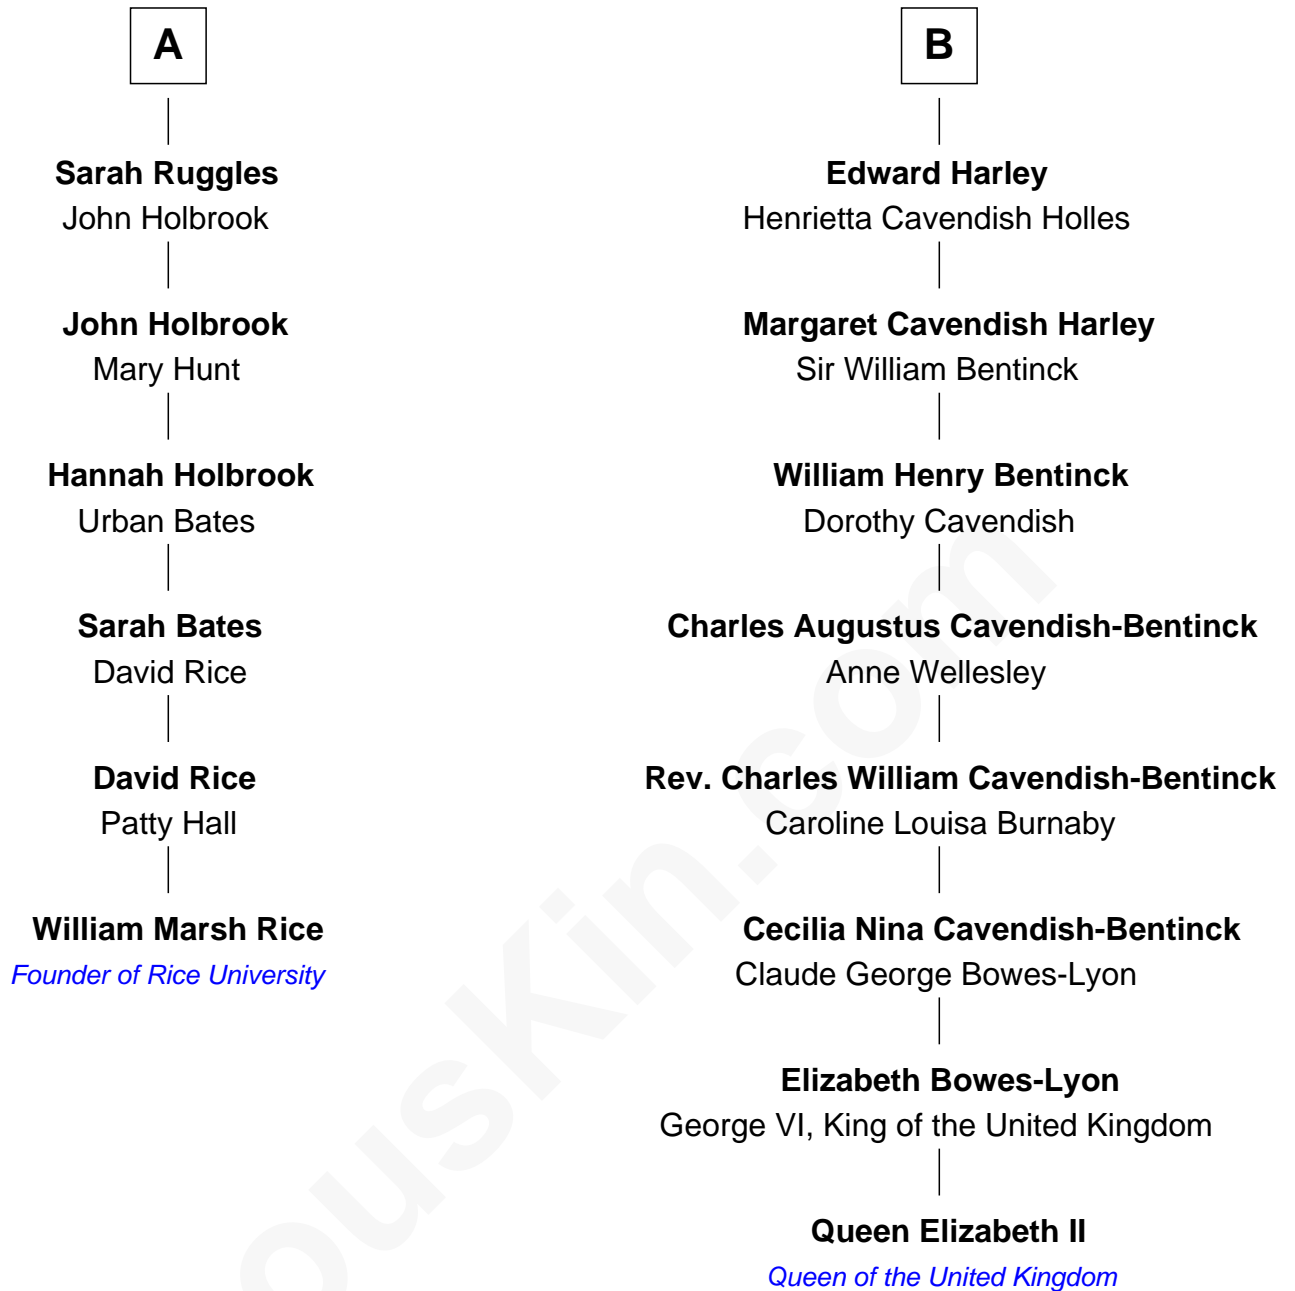 A
Sarah Ruggles
John Holbrook
John Holbrook
Mary Hunt
Hannah Holbrook
Urban Bates
Sarah Bates
David Rice
David Rice
Patty Hall
William Marsh Rice
Founder of Rice University
B
Edward Harley
Henrietta Cavendish Holles
Margaret Cavendish Harley
Sir William Bentinck
William Henry Bentinck
Dorothy Cavendish
Charles Augustus Cavendish-Bentinck
Anne Wellesley
Rev. Charles William Cavendish-Bentinck
Caroline Louisa Burnaby
Cecilia Nina Cavendish-Bentinck
Claude George Bowes-Lyon
Elizabeth Bowes-Lyon
George VI, King of the United Kingdom
Queen Elizabeth II
Queen of the United Kingdom
ousKin.com